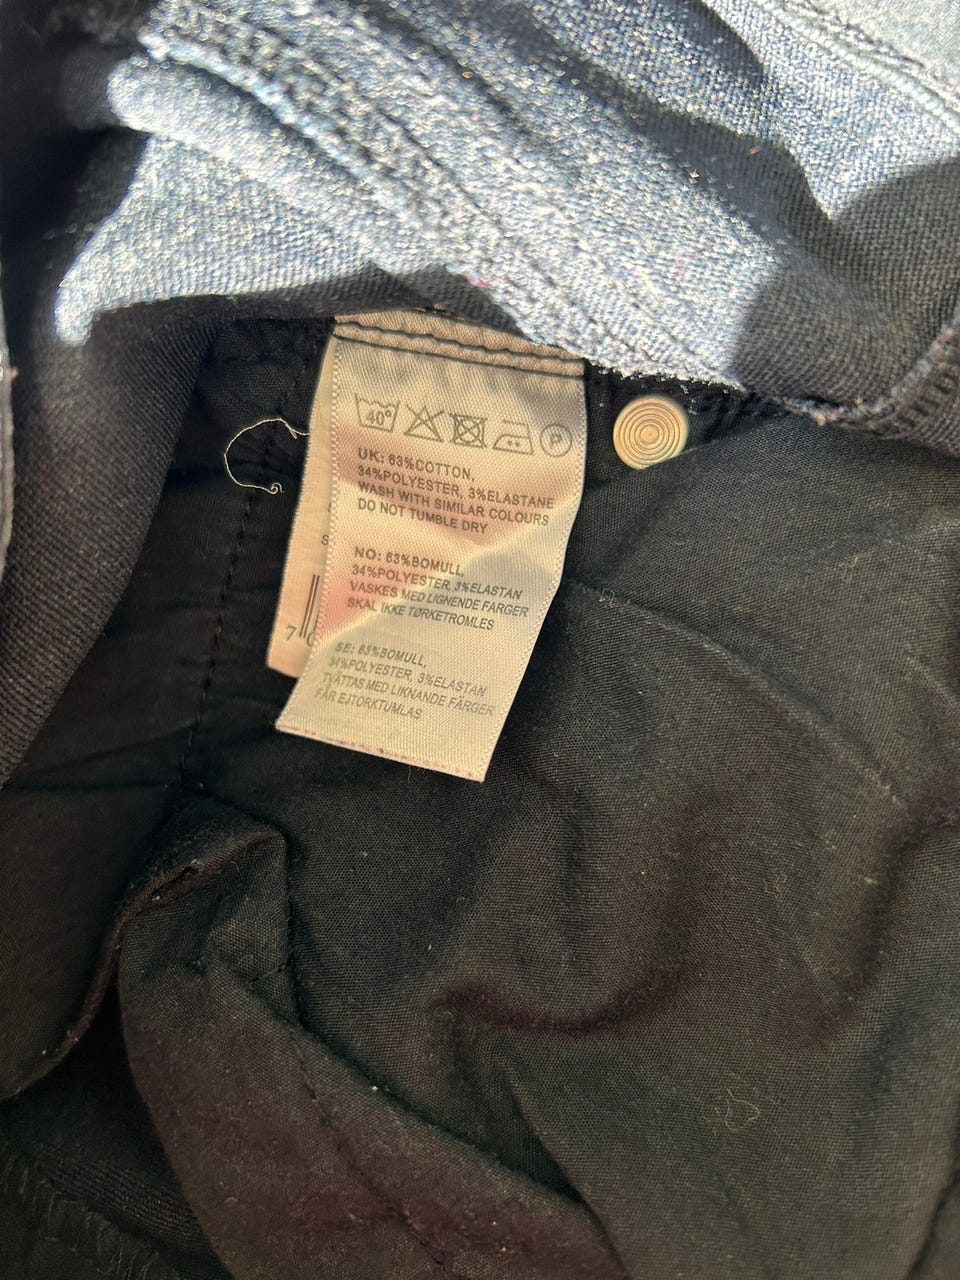 40°
P
UK: 63%COTTON,
34%POLYESTER, 3%ELASTANE
WASH WITH SIMILAR COLOURS
DO NOT TUMBLE DRY
NO: 63%BOMULL,
34%POLYESTER, 3%ELASTAN
VASKES MED LIGNENDE FARGER
SKAL IKKE TØRKETROMLES
SE: 63%BOMULL,
34%POLYESTER, 3%ELASTAN
TVÄTTAS MED LIKNANDE FÄRGER
FÅR EJTORKTUMLAS
S
7